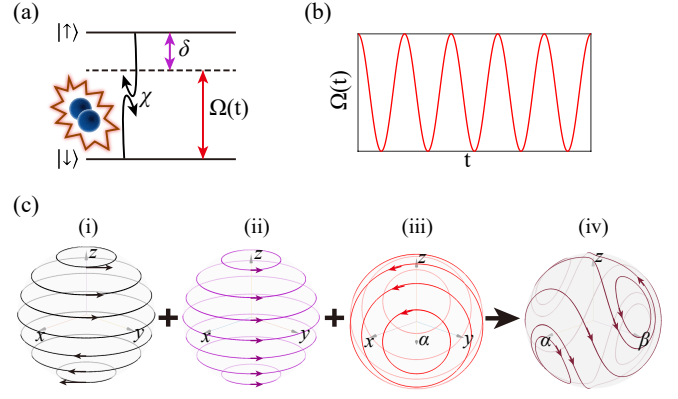 (a)
|↑⟩
δ
χ
Ω(t)
|↓⟩
(b)
Ω(t)
t
(c)
(i)
(ii)
(iii)
(iv)
z
x
y
+
z
x
y
+
z
x
α
y
z
α
β